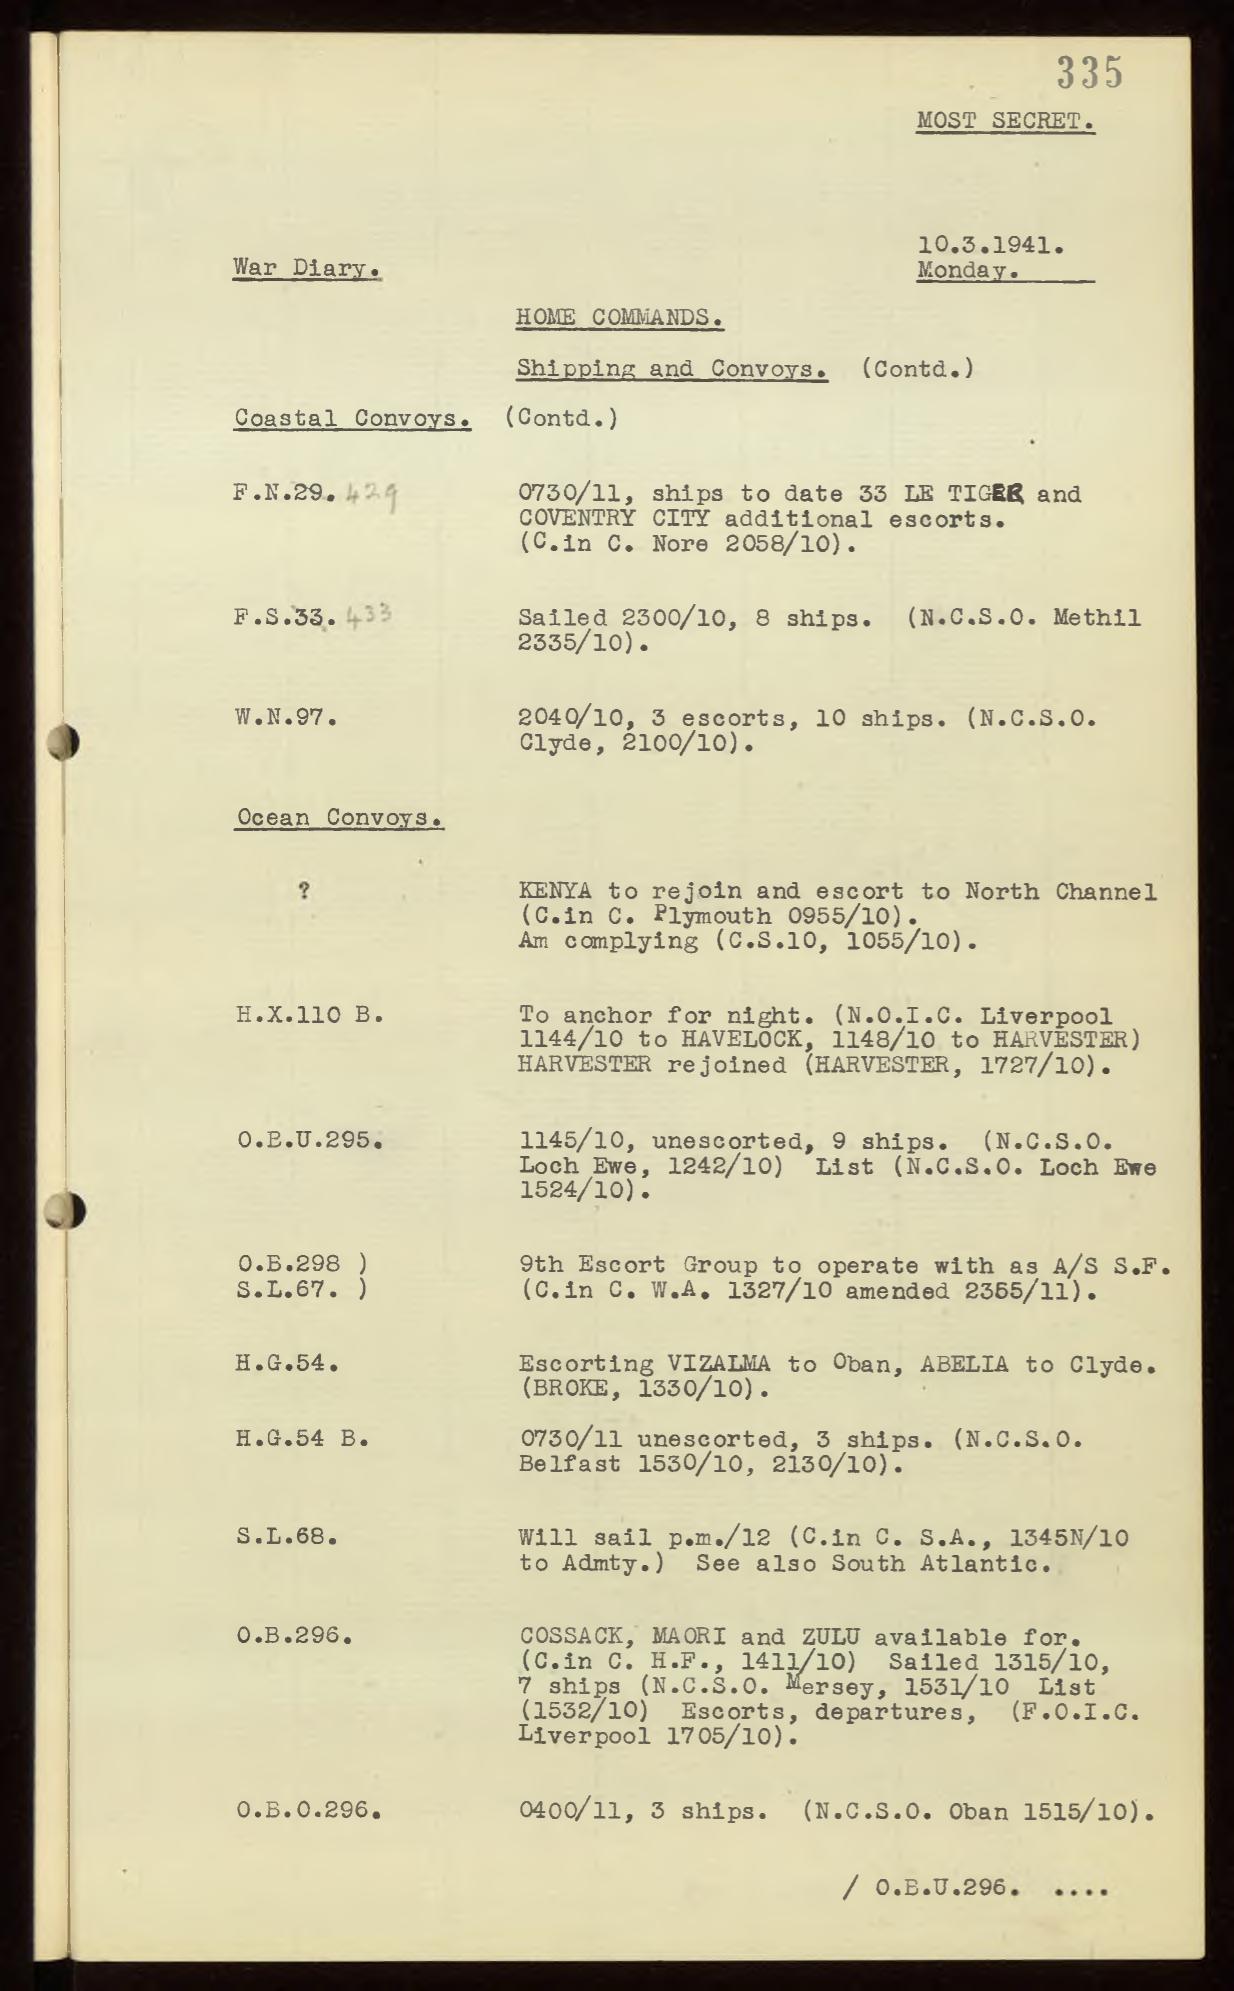 335
MOST SECRET.
10.3.1941.
War Diary.
Monday.
HOME COMMANDS.
Shipping and Convoys. (Contd.)
Coastal Convoys. (Contd.)
F.N.29. 429 0730/11, ships to date 33 LE TIGER and
COVENTRY CITY additional escorts.
(C.in C. Nore 2058/10).
F.S.33. 433 Sailed 2300/10, 8 ships. (N.C.S.O. Methil
2335/10).
W.N.97. 2040/10, 3 escorts, 10 ships. (N.C.S.O.
Clyde, 2100/10).
Ocean Convoys.
? KENYA to rejoin and escort to North Channel
(C.in C. Plymouth 0955/10).
Am complying (C.S.10, 1055/10).
H.X.110 B. To anchor for night. (N.O.I.C. Liverpool
1144/10 to HAVELOCK, 1148/10 to HARVESTER)
HARVESTER rejoined (HARVESTER, 1727/10).
O.B.U.295. 1145/10, unescorted, 9 ships. (N.C.S.O.
Loch Ewe, 1242/10) List (N.C.S.O. Loch Ewe
1524/10).
O.B.298 ) 9th Escort Group to operate with as A/S S.F.
S.L.67. ) (C.in C. W.A. 1327/10 amended 2355/11).
H.G.54. Escorting VIZALMA to Oban, ABELIA to Clyde.
(BROKE, 1330/10).
H.G.54 B. 0730/11 unescorted, 3 ships. (N.C.S.O.
Belfast 1530/10, 2130/10).
S.L.68. Will sail p.m./12 (C.in C. S.A., 1345N/10
to Admty.) See also South Atlantic.
O.B.296. COSSACK, MAORI and ZULU available for.
(C.in C. H.F., 1411/10) Sailed 1315/10,
7 ships (N.C.S.O. Mersey, 1531/10 List
(1532/10) Escorts, departures, (F.O.I.C.
Liverpool 1705/10).
O.B.O.296. 0400/11, 3 ships. (N.C.S.O. Oban 1515/10).
/ O.B.U.296. ....